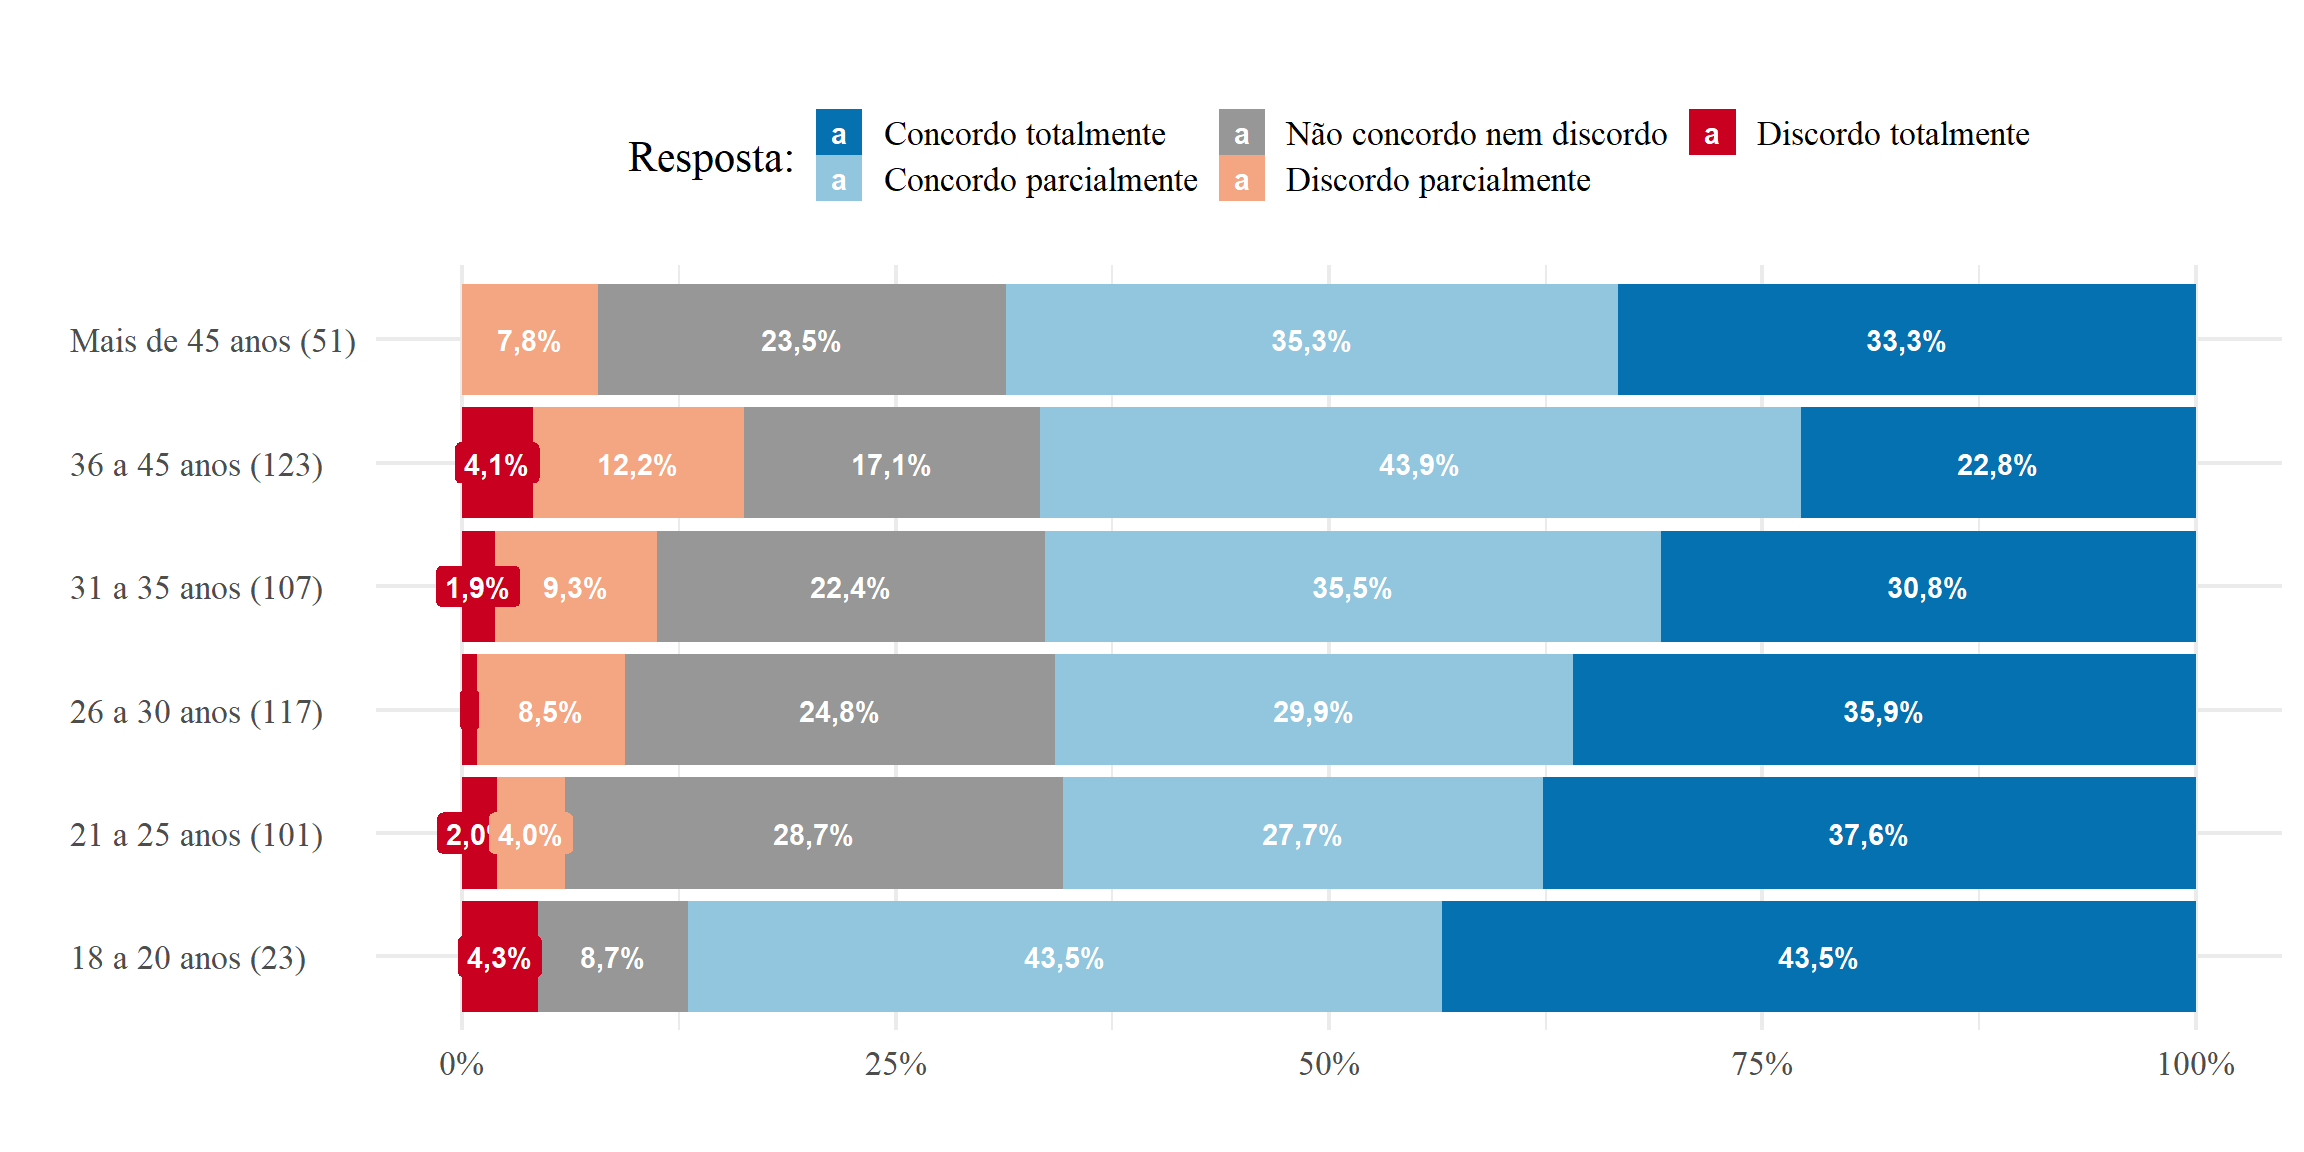 Resposta:
a Concordo totalmente a Não concordo nem discordo a Discordo totalmente
a Concordo parcialmente a Discordo parcialmente
Mais de 45 anos (51) 7,8% 23,5% 35,3% 33,3%
36 a 45 anos (123) 4,1% 12,2% 17,1% 43,9% 22,8%
31 a 35 anos (107) 1,9% 9,3% 22,4% 35,5% 30,8%
26 a 30 anos (117) 8,5% 24,8% 29,9% 35,9%
21 a 25 anos (101) 2,0% 4,0% 28,7% 27,7% 37,6%
18 a 20 anos (23) 4,3% 8,7% 43,5% 43,5%
0% 25% 50% 75% 100%